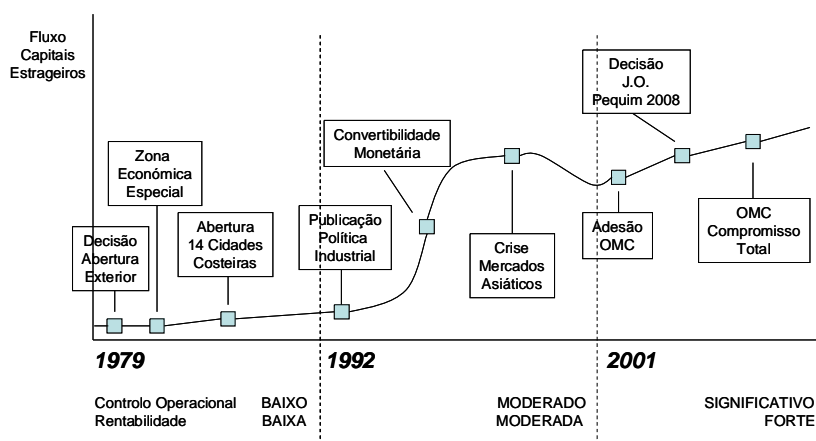 Fluxo
Capitais
Estrageiros
Decisão
Abertura
Exterior
Zona
Económica
Especial
Abertura
14 Cidades
Costeiras
Publicação
Política
Industrial
Convertibilidade
Monetária
Crise
Mercados
Asiáticos
Adesão
OMC
Decisão
J.O.
Pequim 2008
OMC
Compromisso
Total
1979
1992
2001
Controlo Operacional BAIXO MODERADO SIGNIFICATIVO
Rentabilidade BAIXA MODERADA FORTE